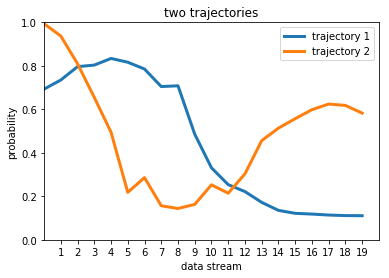 two trajectories
trajectory 1
trajectory 2
probability
1.0
0.8
0.6
0.4
0.2
0.0
1 2 3 4 5 6 7 8 9 10 11 12 13 14 15 16 17 18 19
data stream